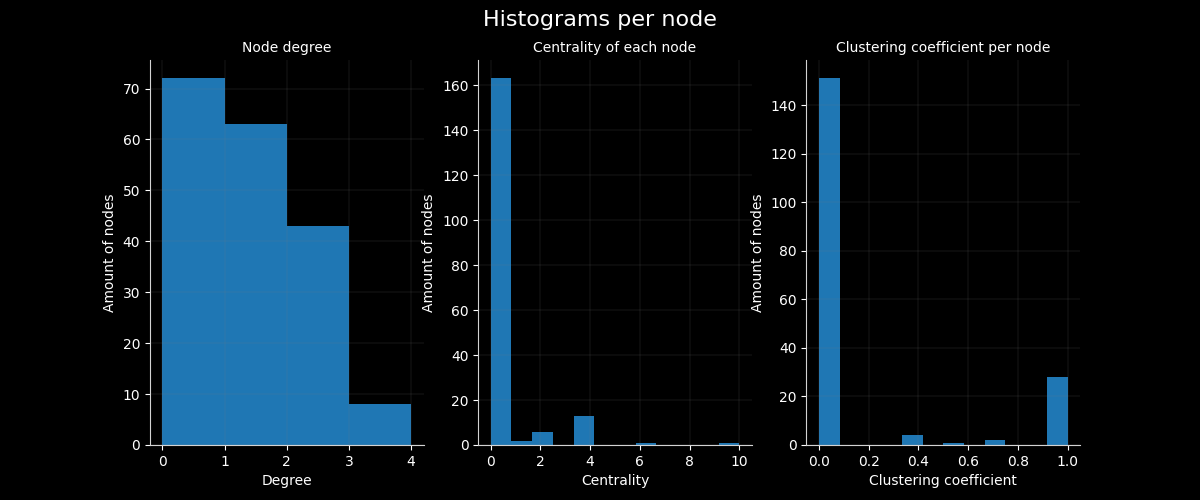 Histograms per node
Node degree
Amount of nodes
70
60
50
40
30
20
10
0
0 1 2 3 4
Degree
Centrality of each node
Amount of nodes
160
140
120
100
80
60
40
20
0
0 2 4 6 8 10
Centrality
Clustering coefficient per node
Amount of nodes
140
120
100
80
60
40
20
0
0.0 0.2 0.4 0.6 0.8 1.0
Clustering coefficient